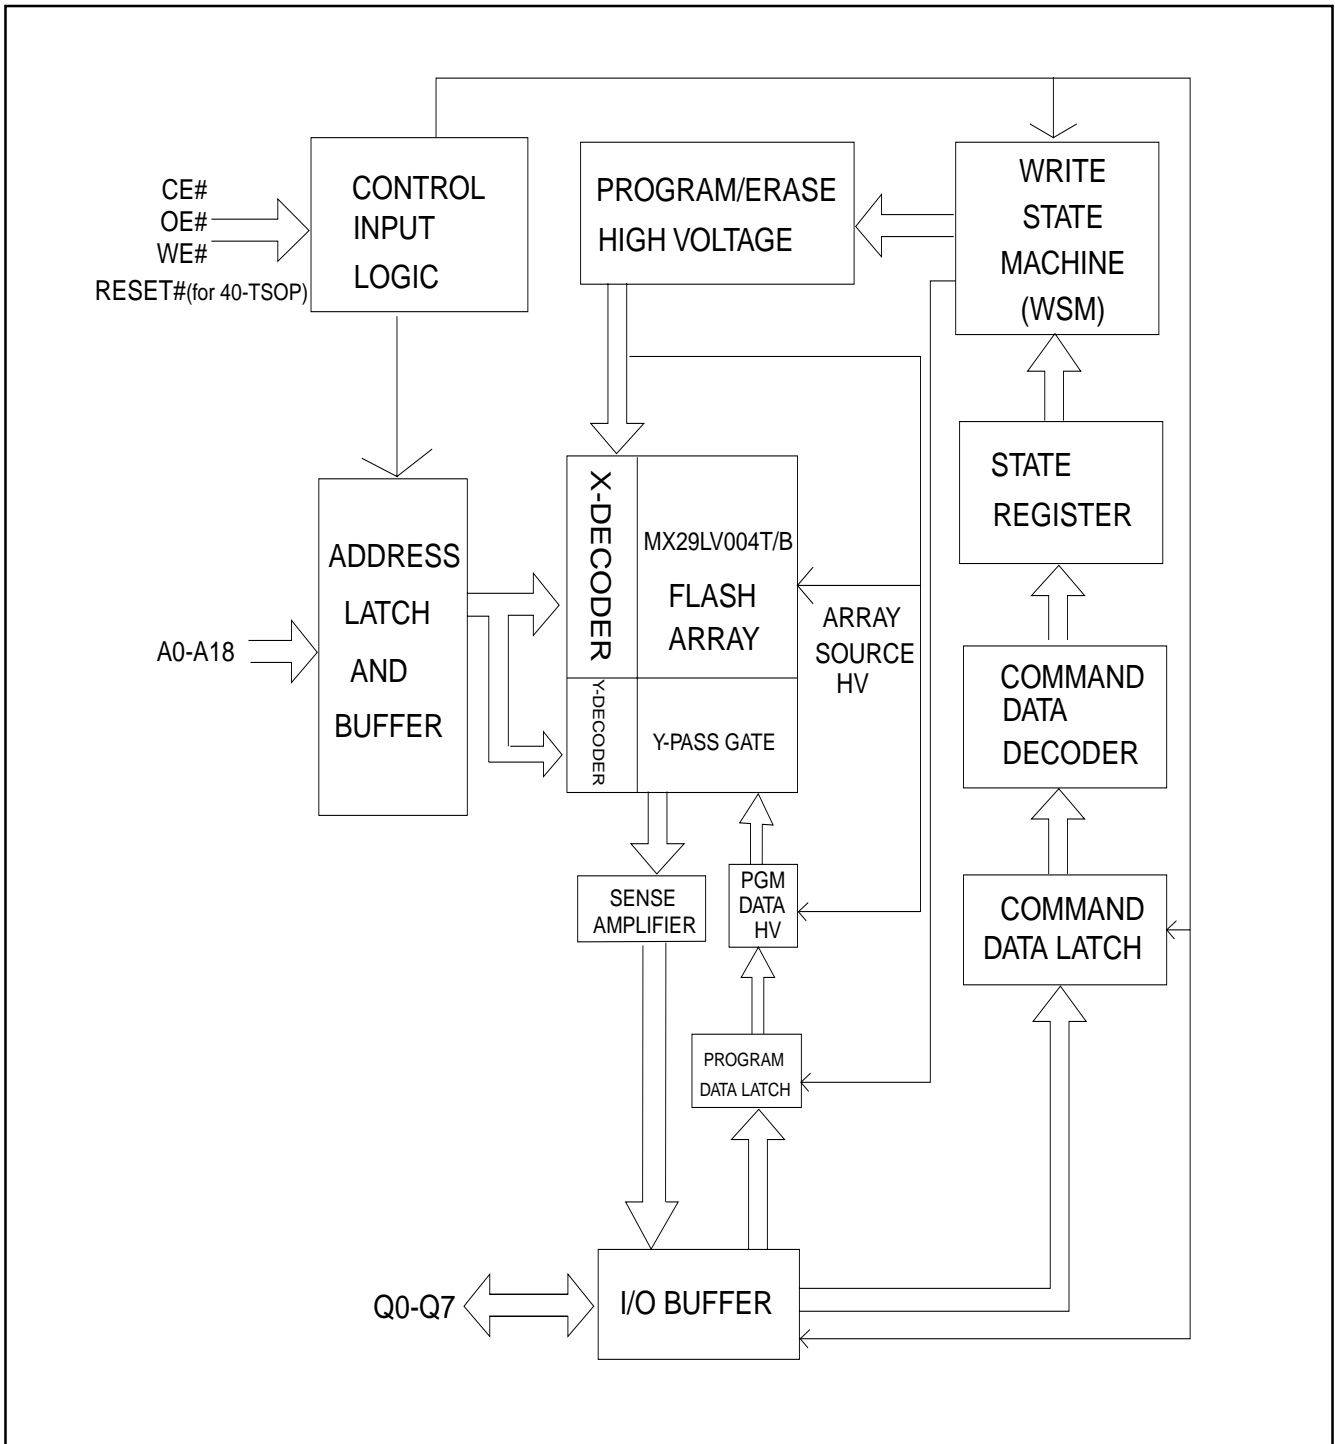 CE#
OE#
WE#
RESET#(for 40-TSOP)
CONTROL
INPUT
LOGIC
PROGRAM/ERASE
HIGH VOLTAGE
WRITE
STATE
MACHINE
(WSM)
STATE
REGISTER
A0-A18
ADDRESS
LATCH
AND
BUFFER
X-DECODER
MX29LV004T/B
FLASH
ARRAY
ARRAY
SOURCE
HV
Y-DECODER
Y-PASS GATE
COMMAND
DATA
DECODER
SENSE
AMPLIFIER
PGM
DATA
HV
COMMAND
DATA LATCH
PROGRAM
DATA LATCH
Q0-Q7
I/O BUFFER